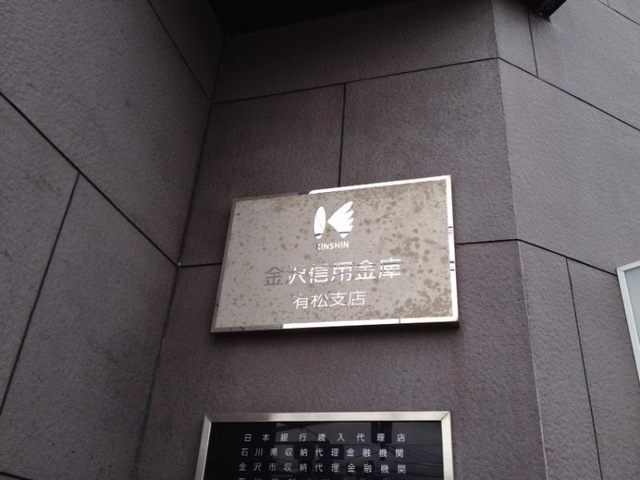 KINSHIN
金沢信用金庫
有松支店
日本銀行歳入代理店
石川県収納代理金融機関
金沢市収納代理金融機関